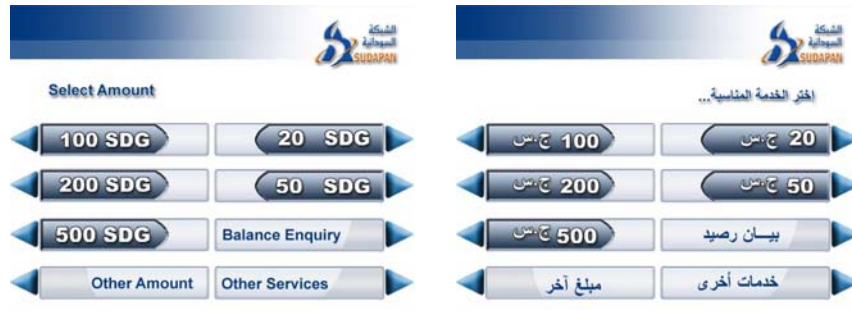 الشبكة
السودانية
SUDAPAN
Select Amount
100 SDG
20 SDG
200 SDG
50 SDG
500 SDG
Balance Enquiry
Other Amount
Other Services
الشبكة
السودانية
SUDAPAN
اختر الخدمة المناسبة...
20 ج.س
100 ج.س
50 ج.س
200 ج.س
بيــان رصيد
500 ج.س
خدمات أخرى
مبلغ آخر